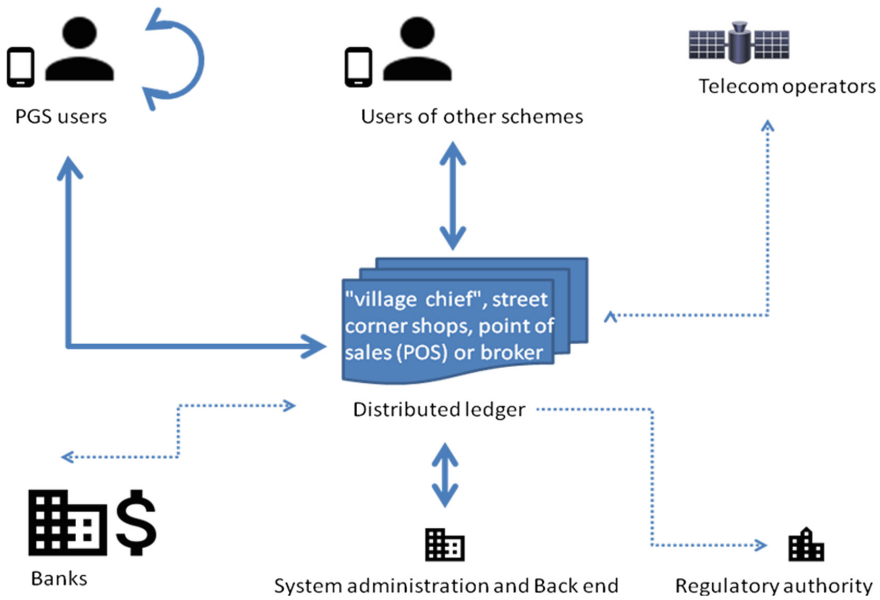 PGS users
Users of other schemes
Telecom operators
"village chief", street
corner shops, point of
sales (POS) or broker
Distributed ledger
Banks
System administration and Back end
Regulatory authority